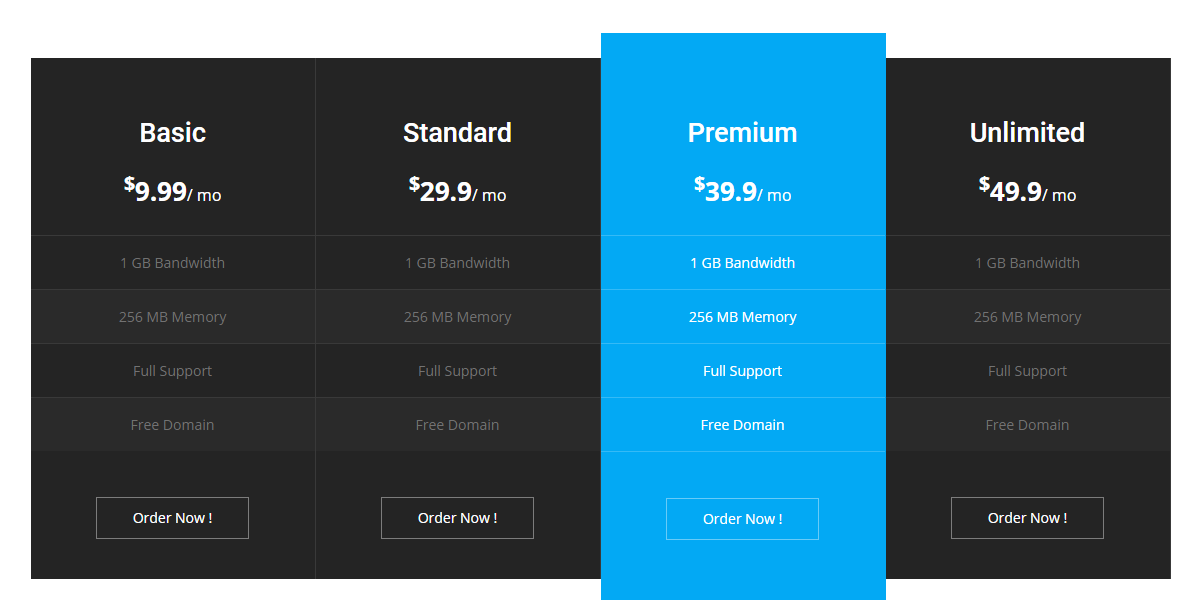 Basic
$9.99/ mo
1 GB Bandwidth
256 MB Memory
Full Support
Free Domain
Order Now !
Standard
$29.9/ mo
1 GB Bandwidth
256 MB Memory
Full Support
Free Domain
Order Now !
Premium
$39.9/ mo
1 GB Bandwidth
256 MB Memory
Full Support
Free Domain
Order Now !
Unlimited
$49.9/ mo
1 GB Bandwidth
256 MB Memory
Full Support
Free Domain
Order Now !